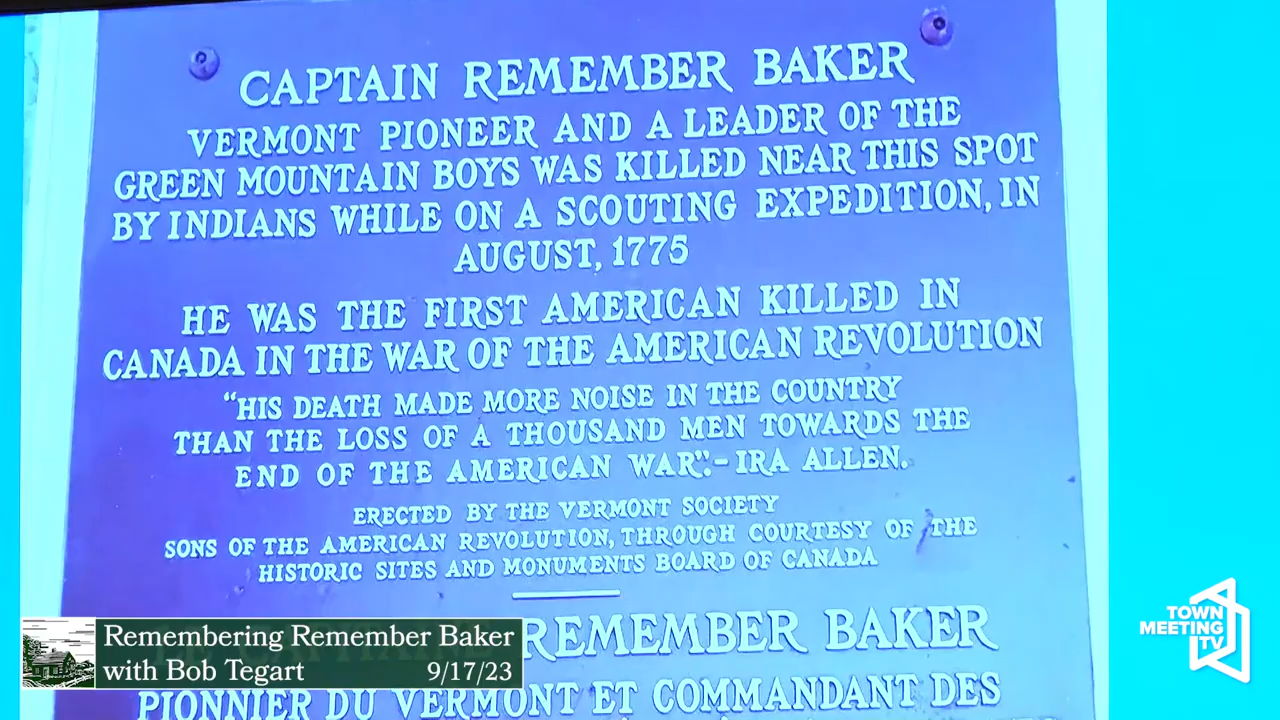 CAPTAIN REMEMBER BAKER
VERMONT PIONEER AND A LEADER OF THE
GREEN MOUNTAIN BOYS WAS KILLED NEAR THIS SPOT
BY INDIANS WHILE ON A SCOUTING EXPEDITION, IN
AUGUST, 1775
HE WAS THE FIRST AMERICAN KILLED IN
CANADA IN THE WAR OF THE AMERICAN REVOLUTION
"HIS DEATH MADE MORE NOISE IN THE COUNTRY
THAN THE LOSS OF A THOUSAND MEN TOWARDS THE
END OF THE AMERICAN WAR".- IRA ALLEN.
ERECTED BY THE VERMONT SOCIETY
SONS OF THE AMERICAN REVOLUTION, THROUGH COURTESY OF THE
HISTORIC SITES AND MONUMENTS BOARD OF CANADA
REMEMBER BAKER
PIONNIER DU VERMONT ET COMMANDANT DES
Remembering Remember Baker
with Bob Tegart 9/17/23
TOWN
MEETING
TV